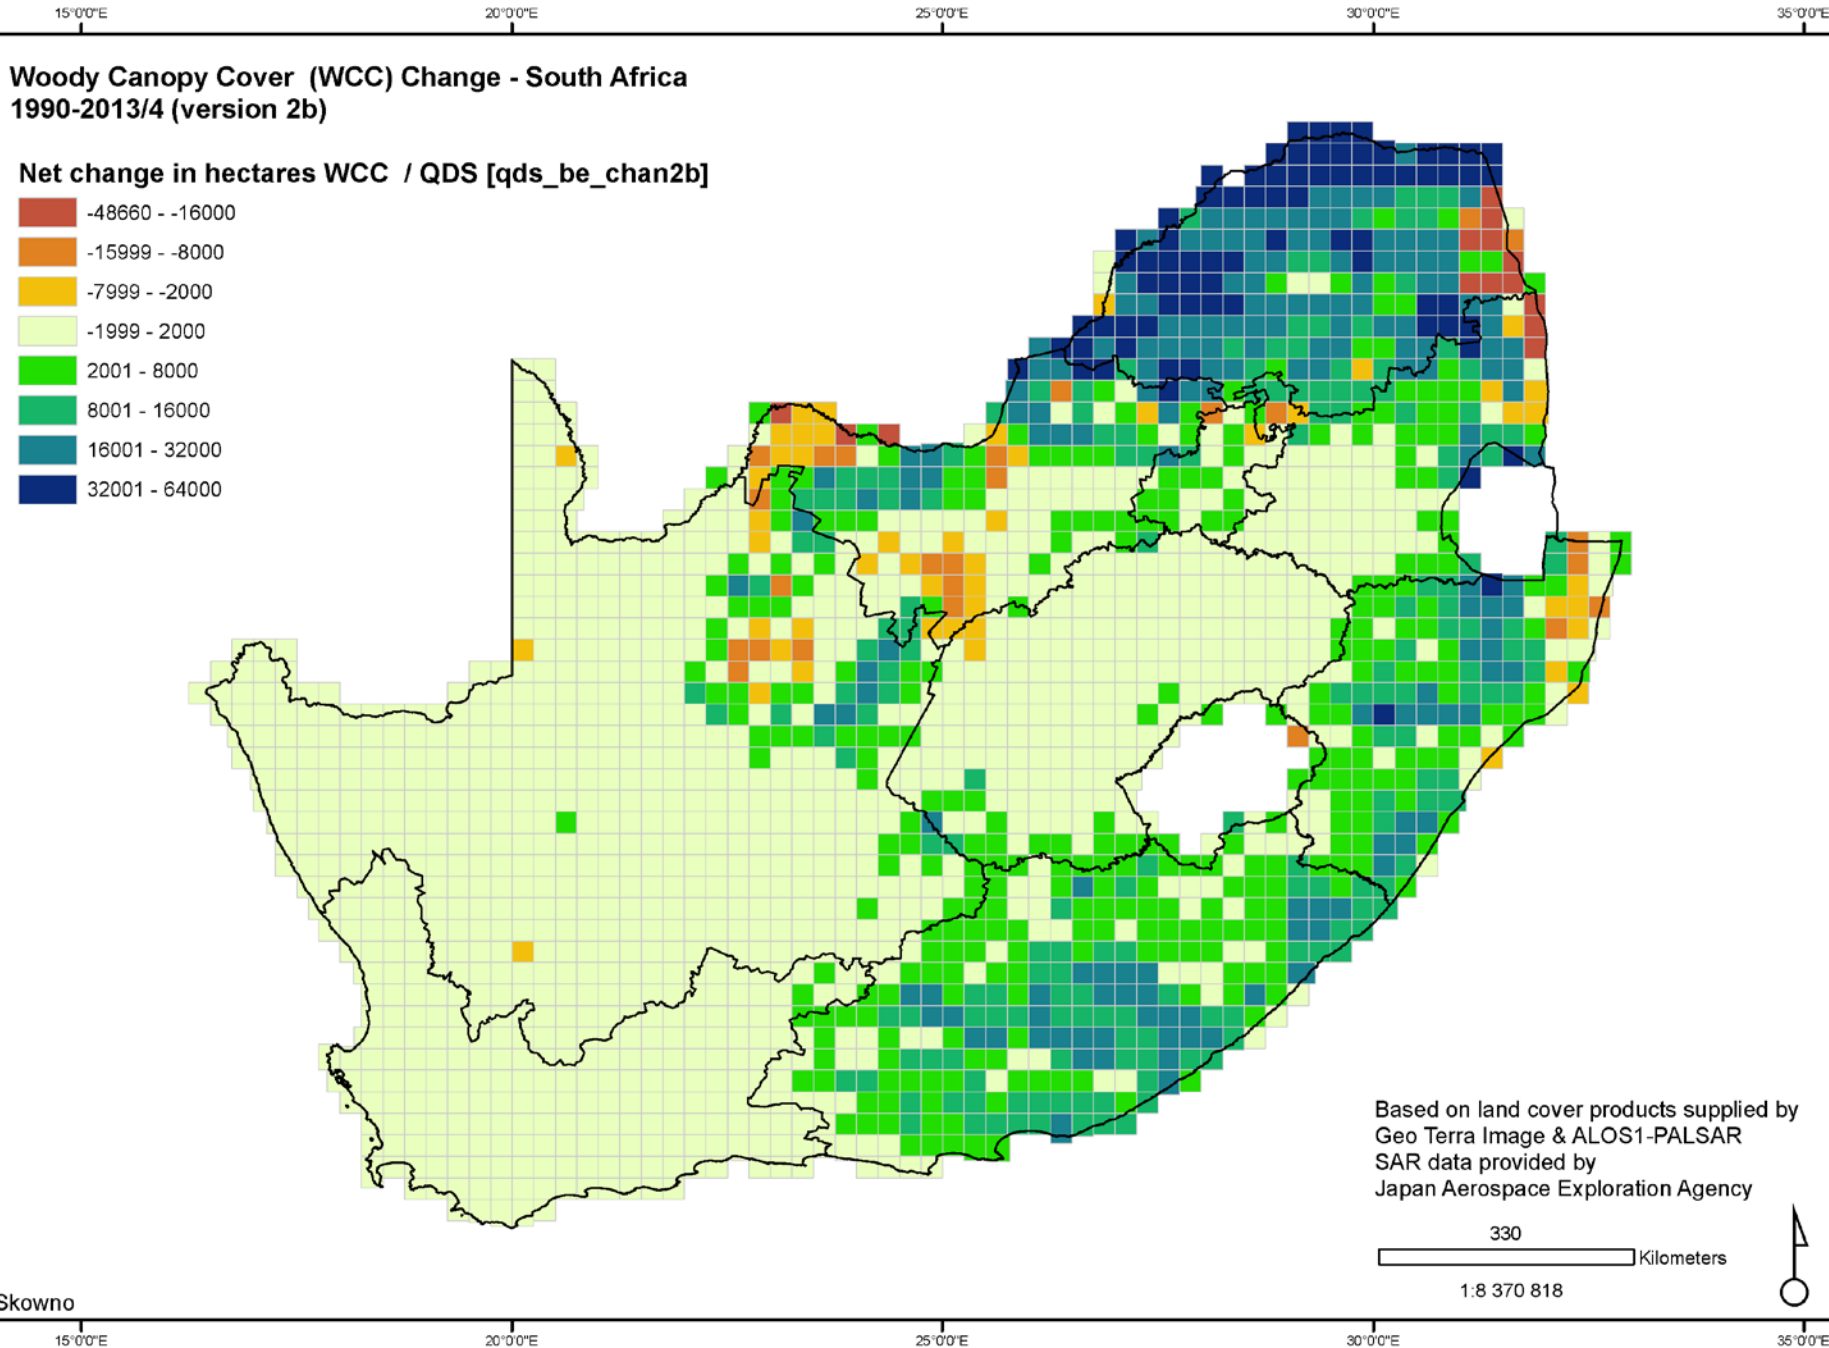 15°0'0"E 20°0'0"E 25°0'0"E 30°0'0"E 35°0'0"E
Woody Canopy Cover (WCC) Change - South Africa
1990-2013/4 (version 2b)
Net change in hectares WCC / QDS [qds_be_chan2b]
-48660 - -16000
-15999 - -8000
-7999 - -2000
-1999 - 2000
2001 - 8000
8001 - 16000
16001 - 32000
32001 - 64000
Based on land cover products supplied by
Geo Terra Image & ALOS1-PALSAR
SAR data provided by
Japan Aerospace Exploration Agency
330
Kilometers
1:8 370 818
Skowno
15°0'0"E 20°0'0"E 25°0'0"E 30°0'0"E 35°0'0"E